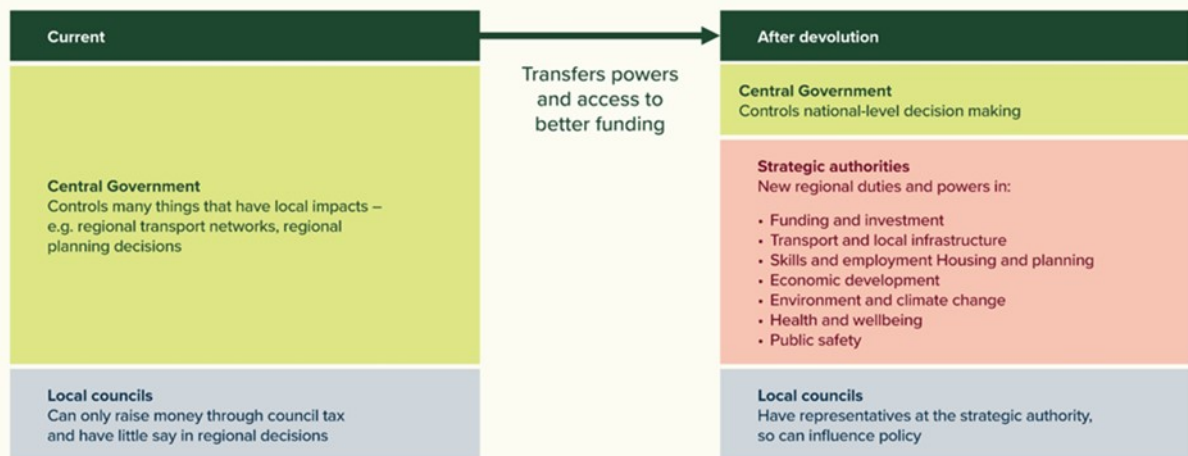 Current
Central Government
Controls many things that have local impacts –
e.g. regional transport networks, regional
planning decisions
Local councils
Can only raise money through council tax
and have little say in regional decisions
Transfers powers
and access to
better funding
After devolution
Central Government
Controls national-level decision making
Strategic authorities
New regional duties and powers in:
• Funding and investment
• Transport and local infrastructure
• Skills and employment Housing and planning
• Economic development
• Environment and climate change
• Health and wellbeing
• Public safety
Local councils
Have representatives at the strategic authority,
so can influence policy